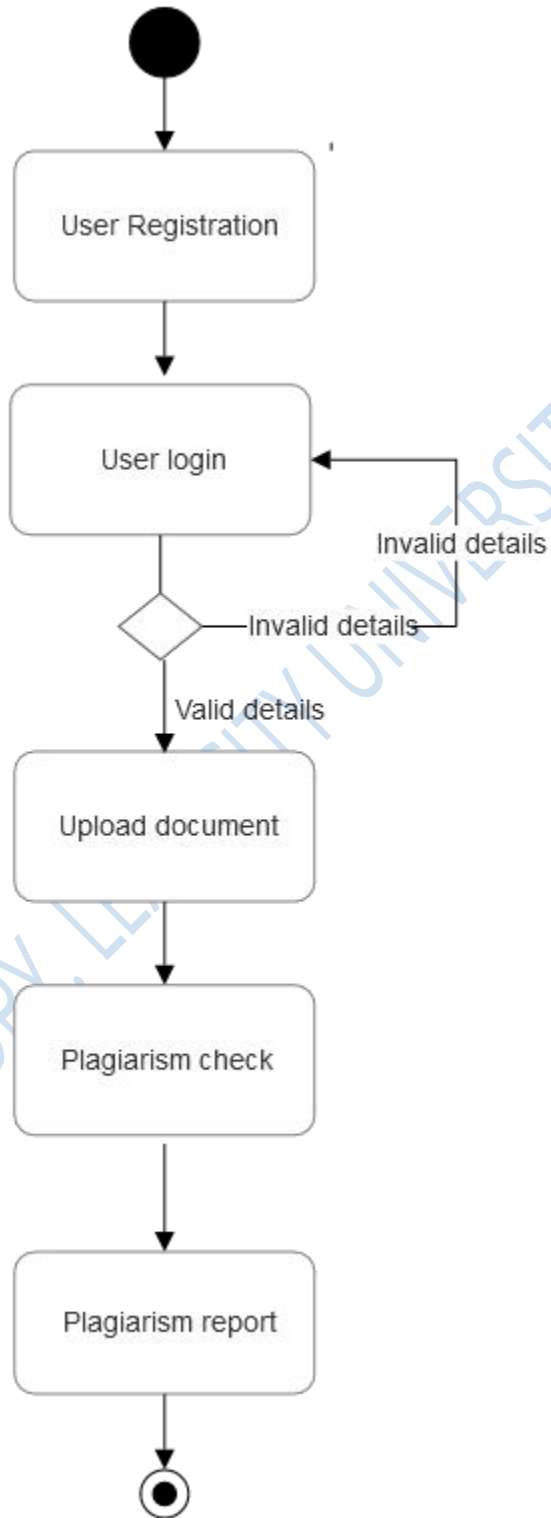 User Registration
User login
Invalid details
Invalid details
Valid details
Upload document
Plagiarism check
Plagiarism report